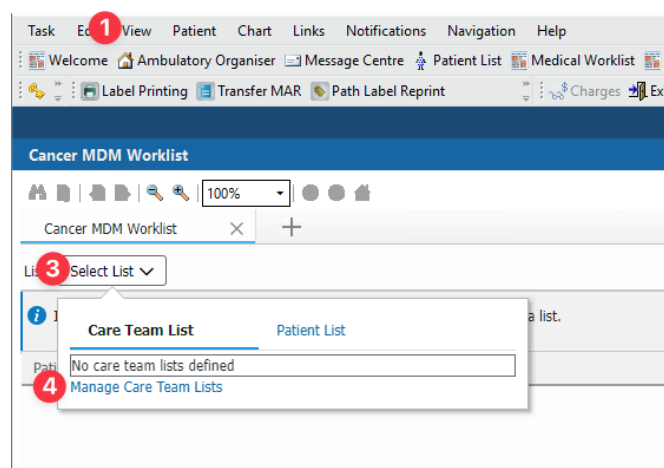 Task Ed 1 View Patient Chart Links Notifications Navigation Help
Welcome Ambulatory Organiser Message Centre Patient List Medical Worklist
Label Printing Transfer MAR Path Label Reprint Charges Ex
Cancer MDM Worklist
100%
Cancer MDM Worklist
Lis 3 Select List
a list.
Care Team List Patient List
Pati
No care team lists defined
4 Manage Care Team Lists